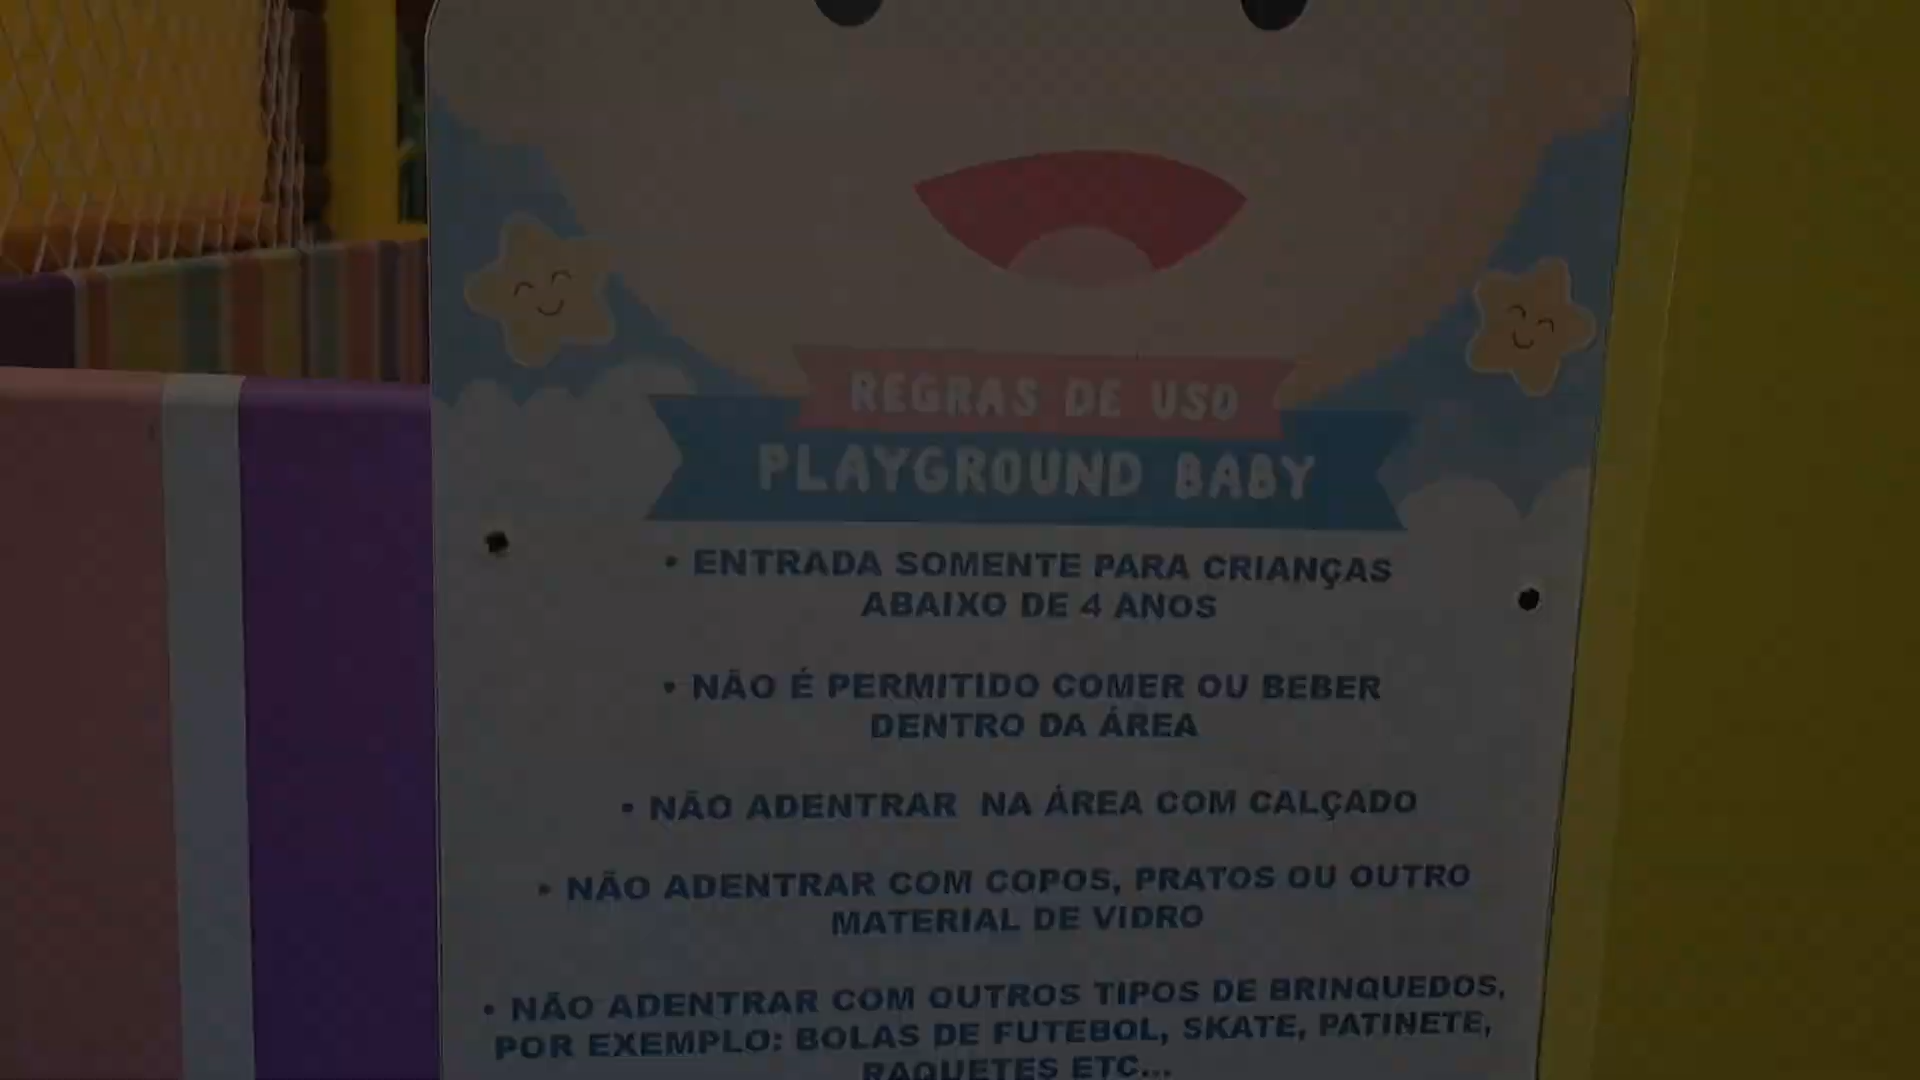 REGRAS DE USO
PLAYGROUND BABY
• ENTRADA SOMENTE PARA CRIANÇAS
ABAIXO DE 4 ANOS
• NÃO É PERMITIDO COMER OU BEBER
DENTRO DA ÁREA
• NÃO ADENTRAR NA ÁREA COM CALÇADO
• NÃO ADENTRAR COM COPOS, PRATOS OU OUTRO
MATERIAL DE VIDRO
• NÃO ADENTRAR COM OUTROS TIPOS DE BRINQUEDOS,
POR EXEMPLO: BOLAS DE FUTEBOL, SKATE, PATINETE,
RAQUETES ETC...